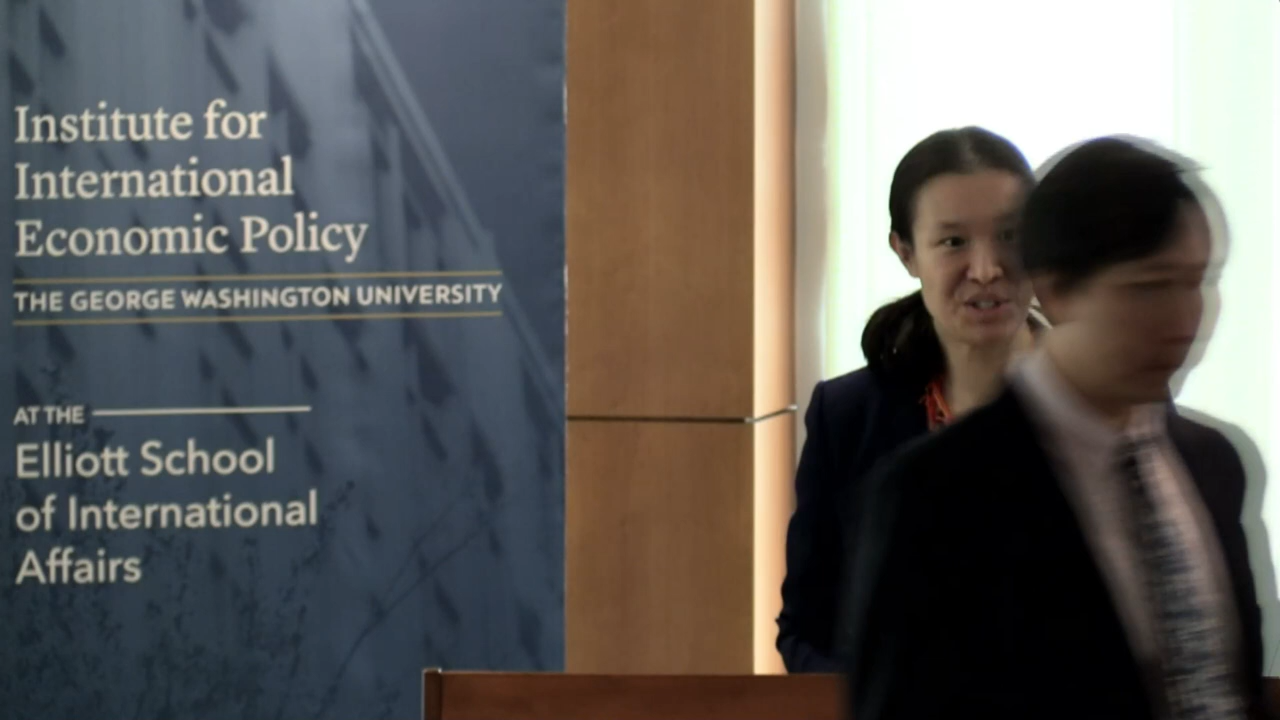 Institute for
International
Economic Policy
THE GEORGE WASHINGTON UNIVERSITY
AT THE
Elliott School
of International
Affairs